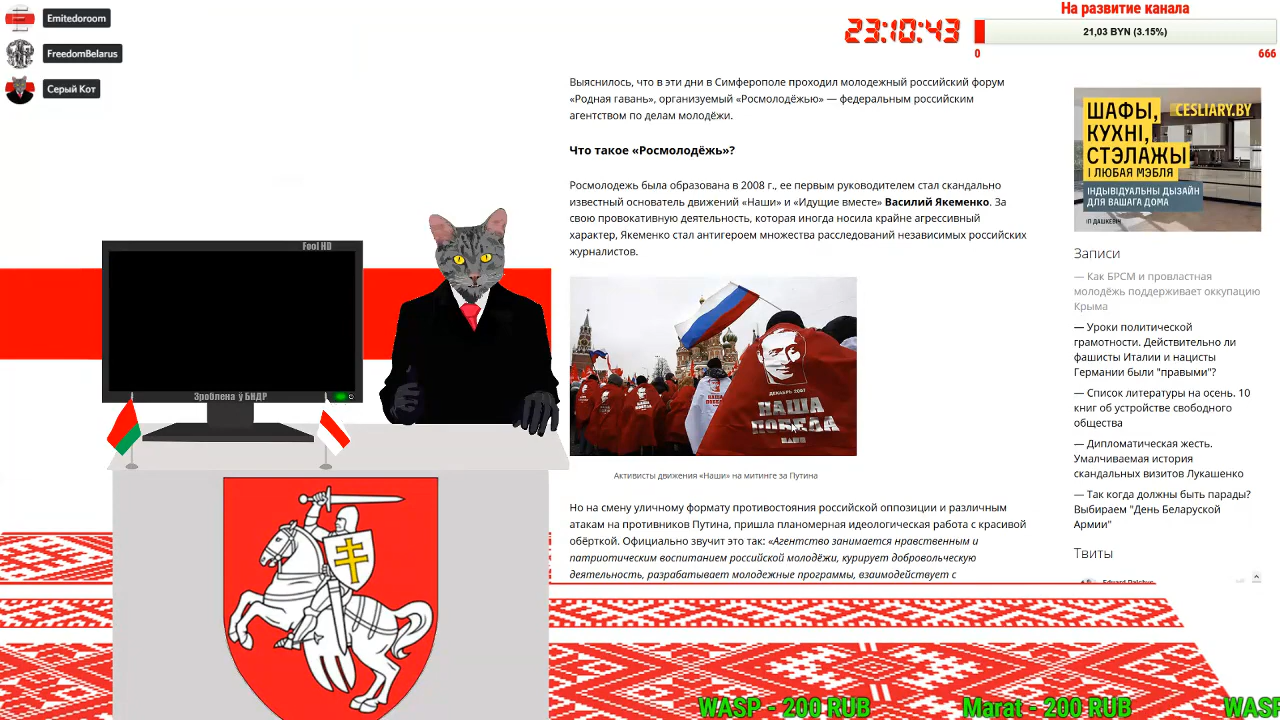 Emitedoroom
FreedomBelarus
Серый Кот
23:10:43
На развитие канала
21,03 BYN (3.15%)
0
666
Выяснилось, что в эти дни в Симферополе проходил молодежный российский форум
«Родная гавань», организуемый «Росмолодёжью» — федеральным российским
агентством по делам молодёжи.
Что такое «Росмолодёжь»?
Росмолодежь была образована в 2008 г., ее первым руководителем стал скандально
известный основатель движений «Наши» и «Идущие вместе» Василий Якеменко. За
свою провокативную деятельность, которая иногда носила крайне агрессивный
характер, Якеменко стал антигероем множества расследований независимых российских
журналистов.
ДЕКАБРЬ 2007
НАША
ПОБЕДА
НАШИ
Активисты движения «Наши» на митинге за Путина
Но на смену уличному формату противостояния российской оппозиции и различным
атакам на противников Путина, пришла планомерная идеологическая работа с красивой
обёрткой. Официально звучит это так: «Агентство занимается нравственным и
патриотическим воспитанием российской молодёжи, курирует добровольческую
деятельность, разрабатывает молодежные программы, взаимодействует с
ШАФЫ,
CESLIARY.BY
КУХНІ,
СТЭЛАЖЫ
І ЛЮБАЯ МЭБЛЯ
ІНДЫВІДУАЛЬНЫ ДЫЗАЙН
ДЛЯ ВАШАГА ДОМА
ІП ДАШКЕВІЧ
Записи
— Как БРСМ и провластная
молодёжь поддерживает оккупацию
Крыма
— Уроки политической
грамотности. Действительно ли
фашисты Италии и нацисты
Германии были "правыми"?
— Список литературы на осень. 10
книг об устройстве свободного
общества
— Дипломатическая жесть.
Умалчиваемая история
скандальных визитов Лукашенко
— Так когда должны быть парады?
Выбираем "День Беларуской
Армии"
Твиты
Fool HD
Зроблена ў БНДР
WASP - 200 RUB
Marat - 200 RUB
WASP